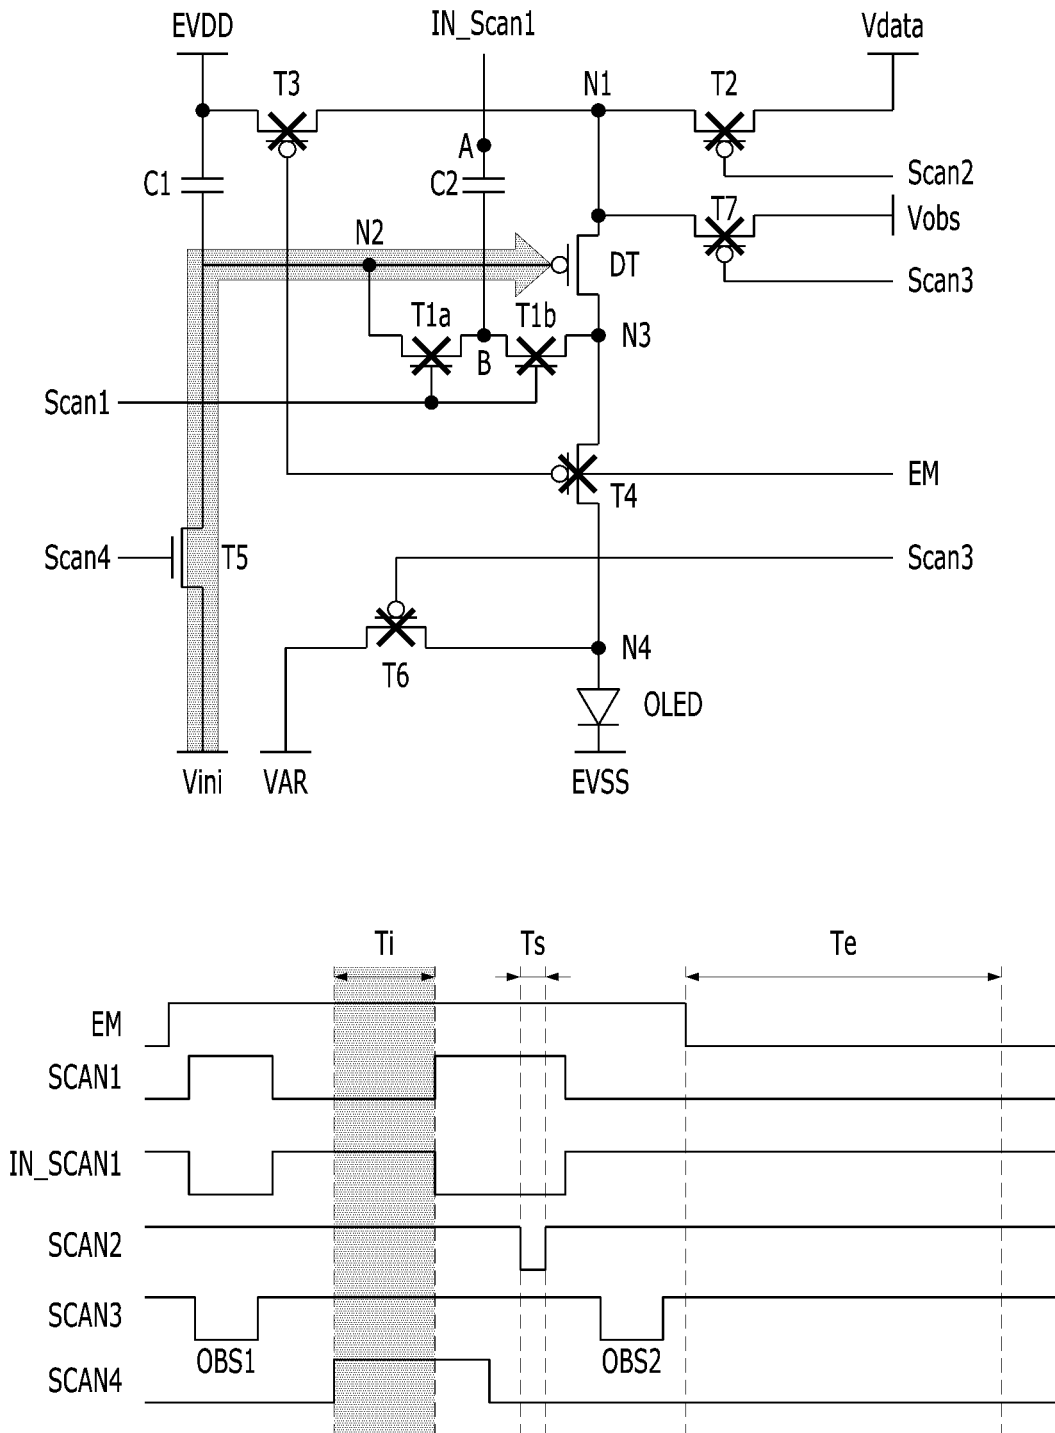 EVDD
IN_Scan1
Vdata
T3
N1
T2
A
C1
C2
Scan2
T7
Vobs
N2
DT
Scan3
T1a
T1b
B
N3
Scan1
EM
T4
Scan4
T5
Scan3
T6
N4
OLED
Vini
VAR
EVSS
Ti
Ts
Te
EM
SCAN1
IN_SCAN1
SCAN2
SCAN3
OBS1
OBS2
SCAN4